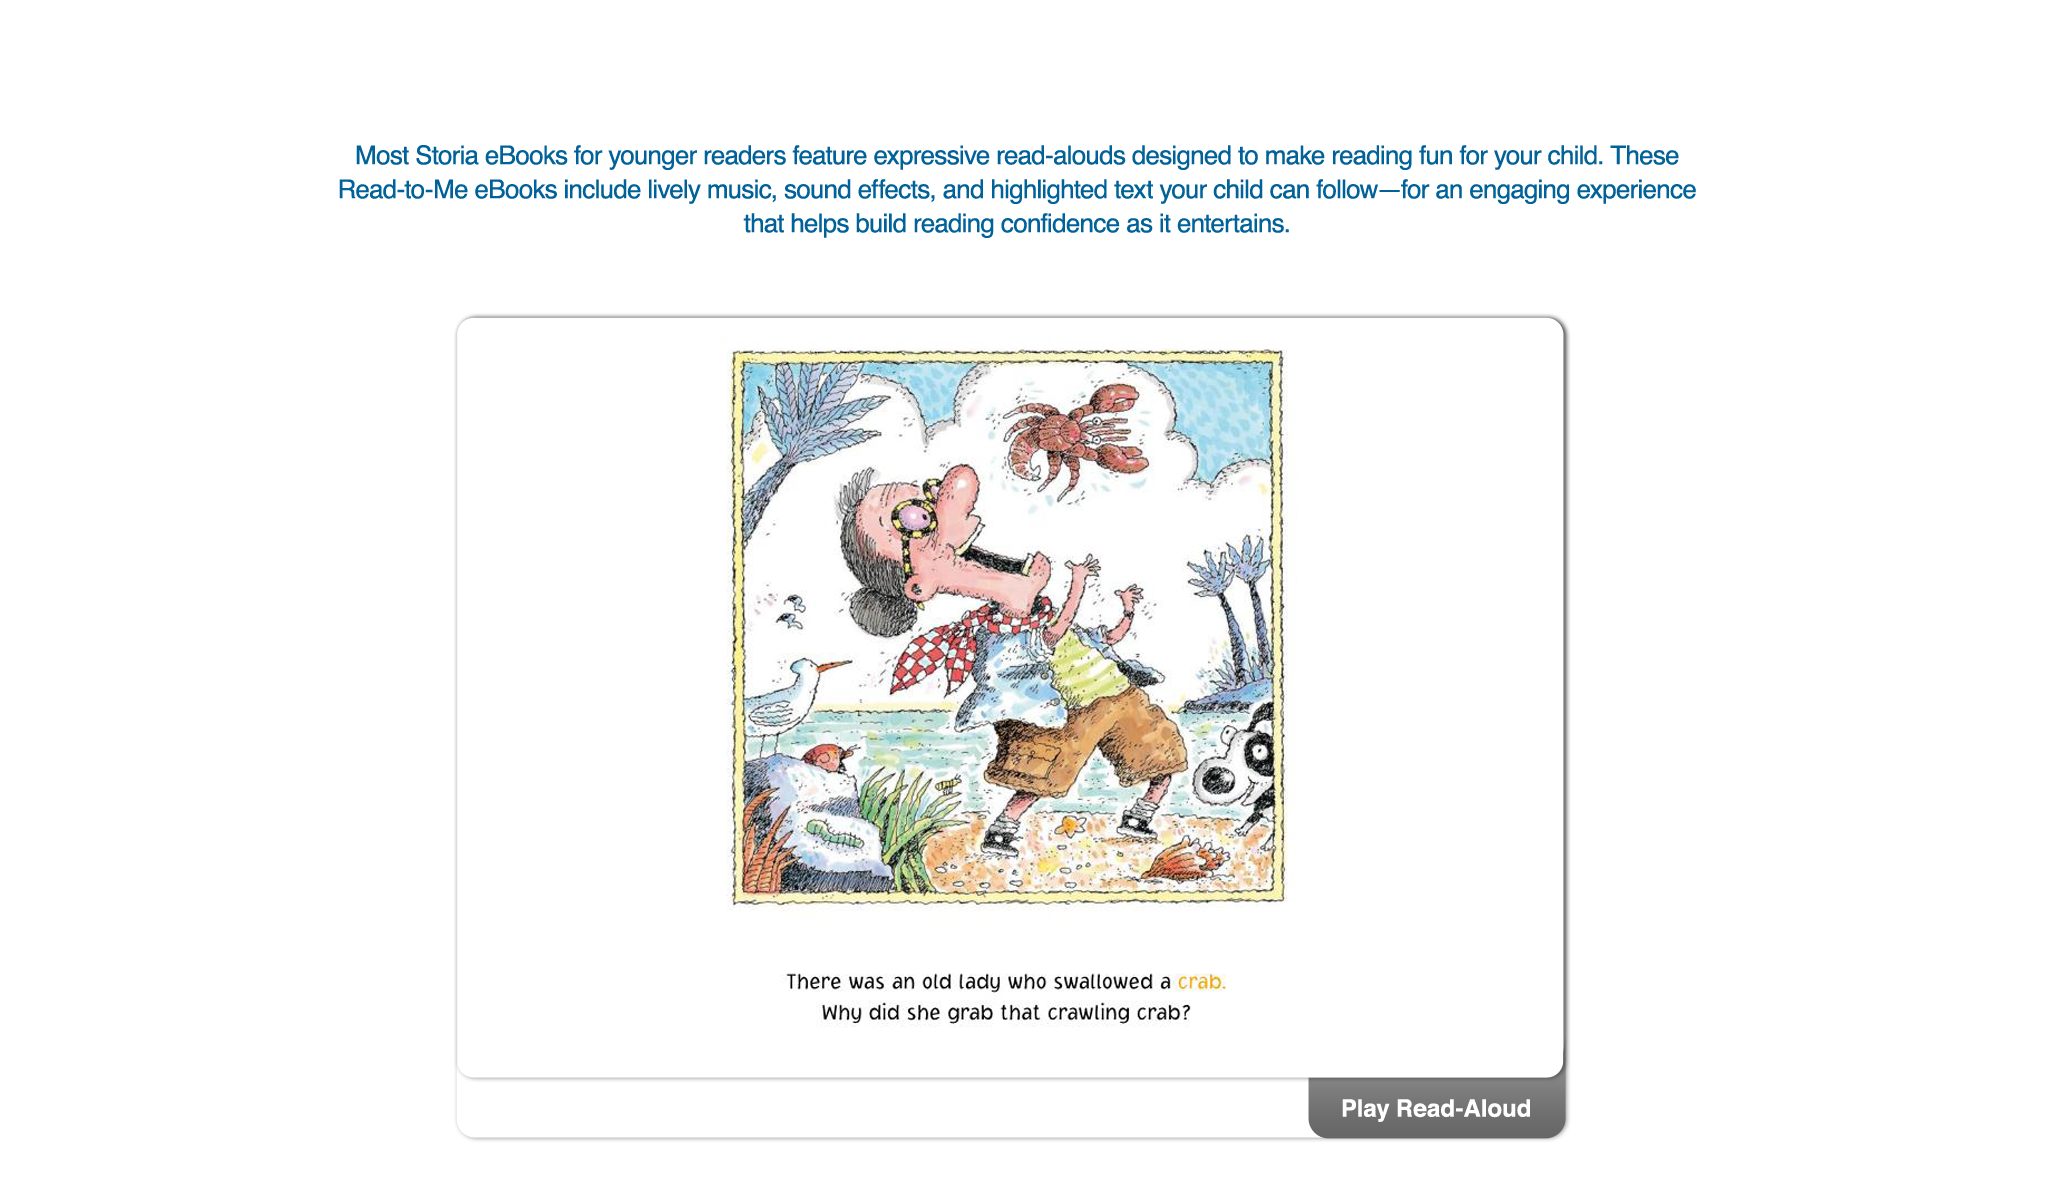 Most Storia eBooks for younger readers feature expressive read-alouds designed to make reading fun for your child. These
Read-to-Me eBooks include lively music, sound effects, and highlighted text your child can follow—for an engaging experience
that helps build reading confidence as it entertains.
There was an old lady who swallowed a crab.
Why did she grab that crawling crab?
Play Read-Aloud